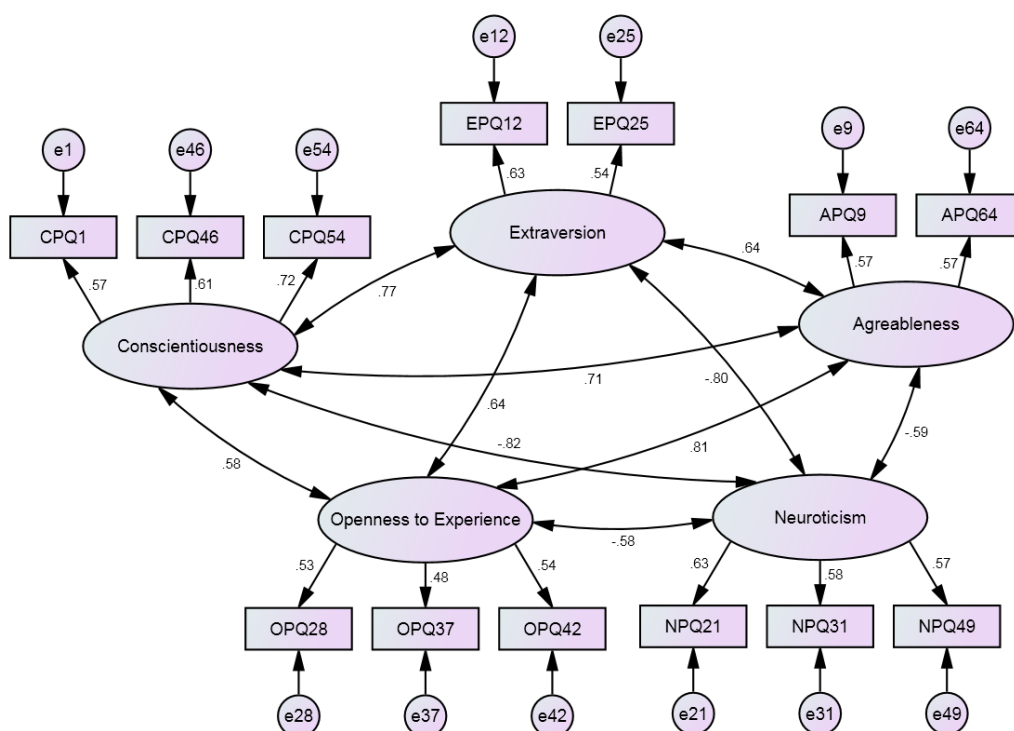 e12
e25
EPQ12
EPQ25
e1
e46
e54
e9
e64
.63
.54
CPQ1
CPQ46
CPQ54
APQ9
APQ64
Extraversion
.57
.61
.72
.77
.64
.57
.57
Conscientiousness
Agreableness
.71
-.80
.64
-.82
.81
-.59
.58
Openness to Experience
Neuroticism
-.58
.53
.48
.54
.63
.58
.57
OPQ28
OPQ37
OPQ42
NPQ21
NPQ31
NPQ49
e28
e37
e42
e21
e31
e49